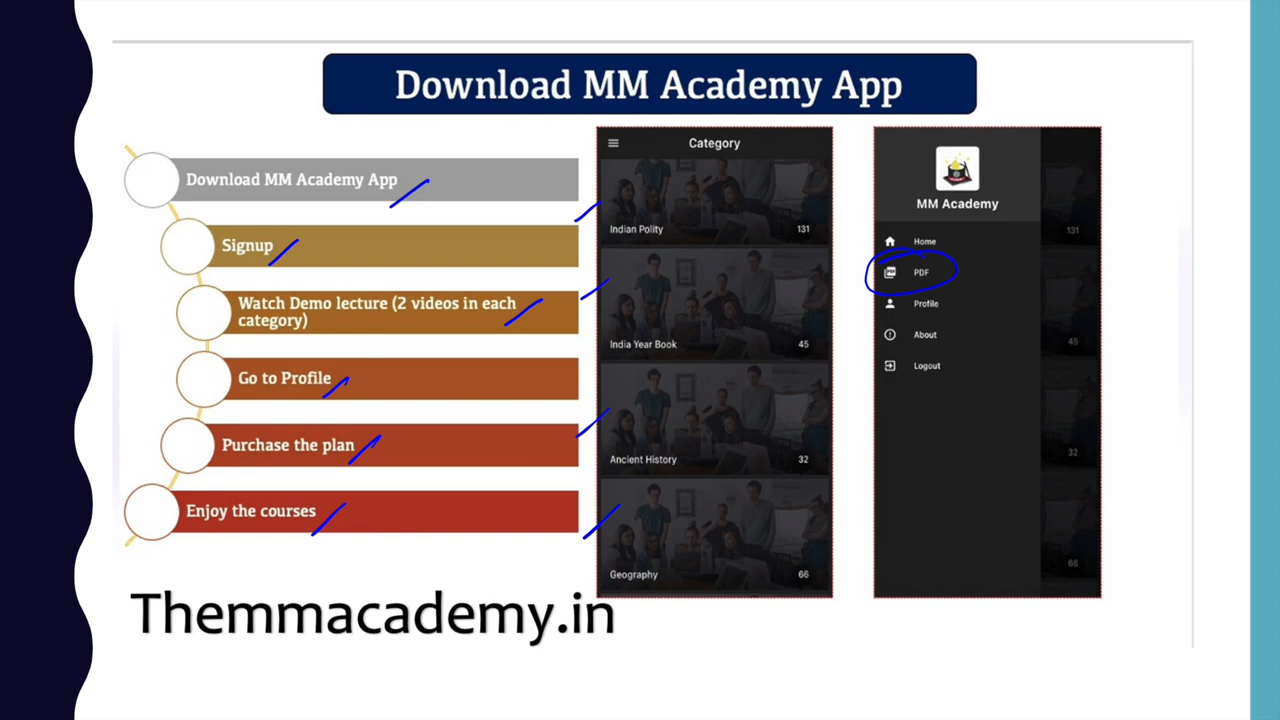 Download MM Academy App
Download MM Academy App
Signup
Watch Demo lecture (2 videos in each
category)
Go to Profile
Purchase the plan
Enjoy the courses
Themmacademy.in
Category
Indian Polity 131
India Year Book 45
Ancient History 32
Geography 66
MM Academy
Home
PDF
Profile
About
Logout
131
45
32
66